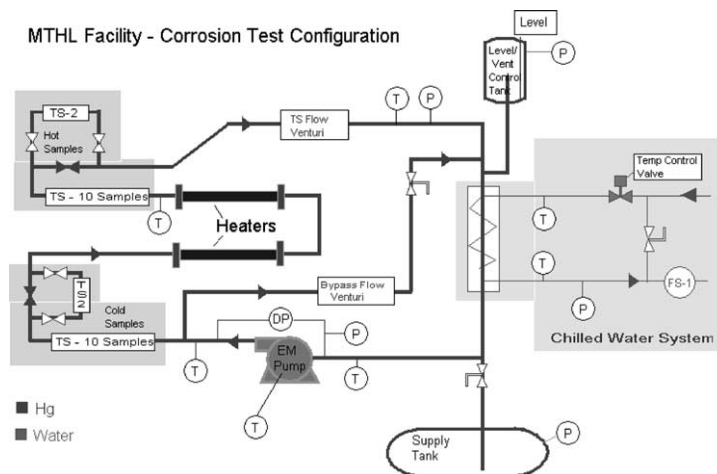 MTHL Facility - Corrosion Test Configuration
Level
Level/
Vent
Control
Tank
P
TS-2
Hot
Samples
TS Flow
Venturi
T
P
Temp Control
Valve
TS - 10 Samples
T
Heaters
T
T
Bypass Flow
Venturi
P
FS-1
TS
2
Cold
Samples
TS - 10 Samples
DP
P
Chilled Water System
EM
Pump
T
T
T
Hg
Water
Supply
Tank
P